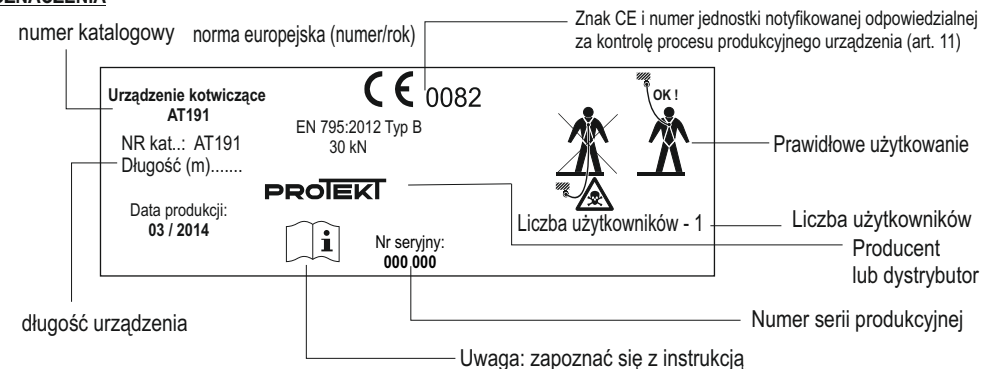 OZNACZENIA
numer katalogowy
norma europejska (numer/rok)
Znak CE i numer jednostki notyfikowanej odpowiedzialnej
za kontrolę procesu produkcyjnego urządzenia (art. 11)
Urządzenie kotwiczące
AT191
NR kat..: AT191
Długość (m).......
Data produkcji:
03 / 2014
CE 0082
EN 795:2012 Typ B
30 kN
PROTEKT
i
Nr seryjny:
000 000
OK !
Liczba użytkowników - 1
Prawidłowe użytkowanie
Liczba użytkowników
Producent
lub dystrybutor
długość urządzenia
Numer serii produkcyjnej
Uwaga: zapoznać się z instrukcją